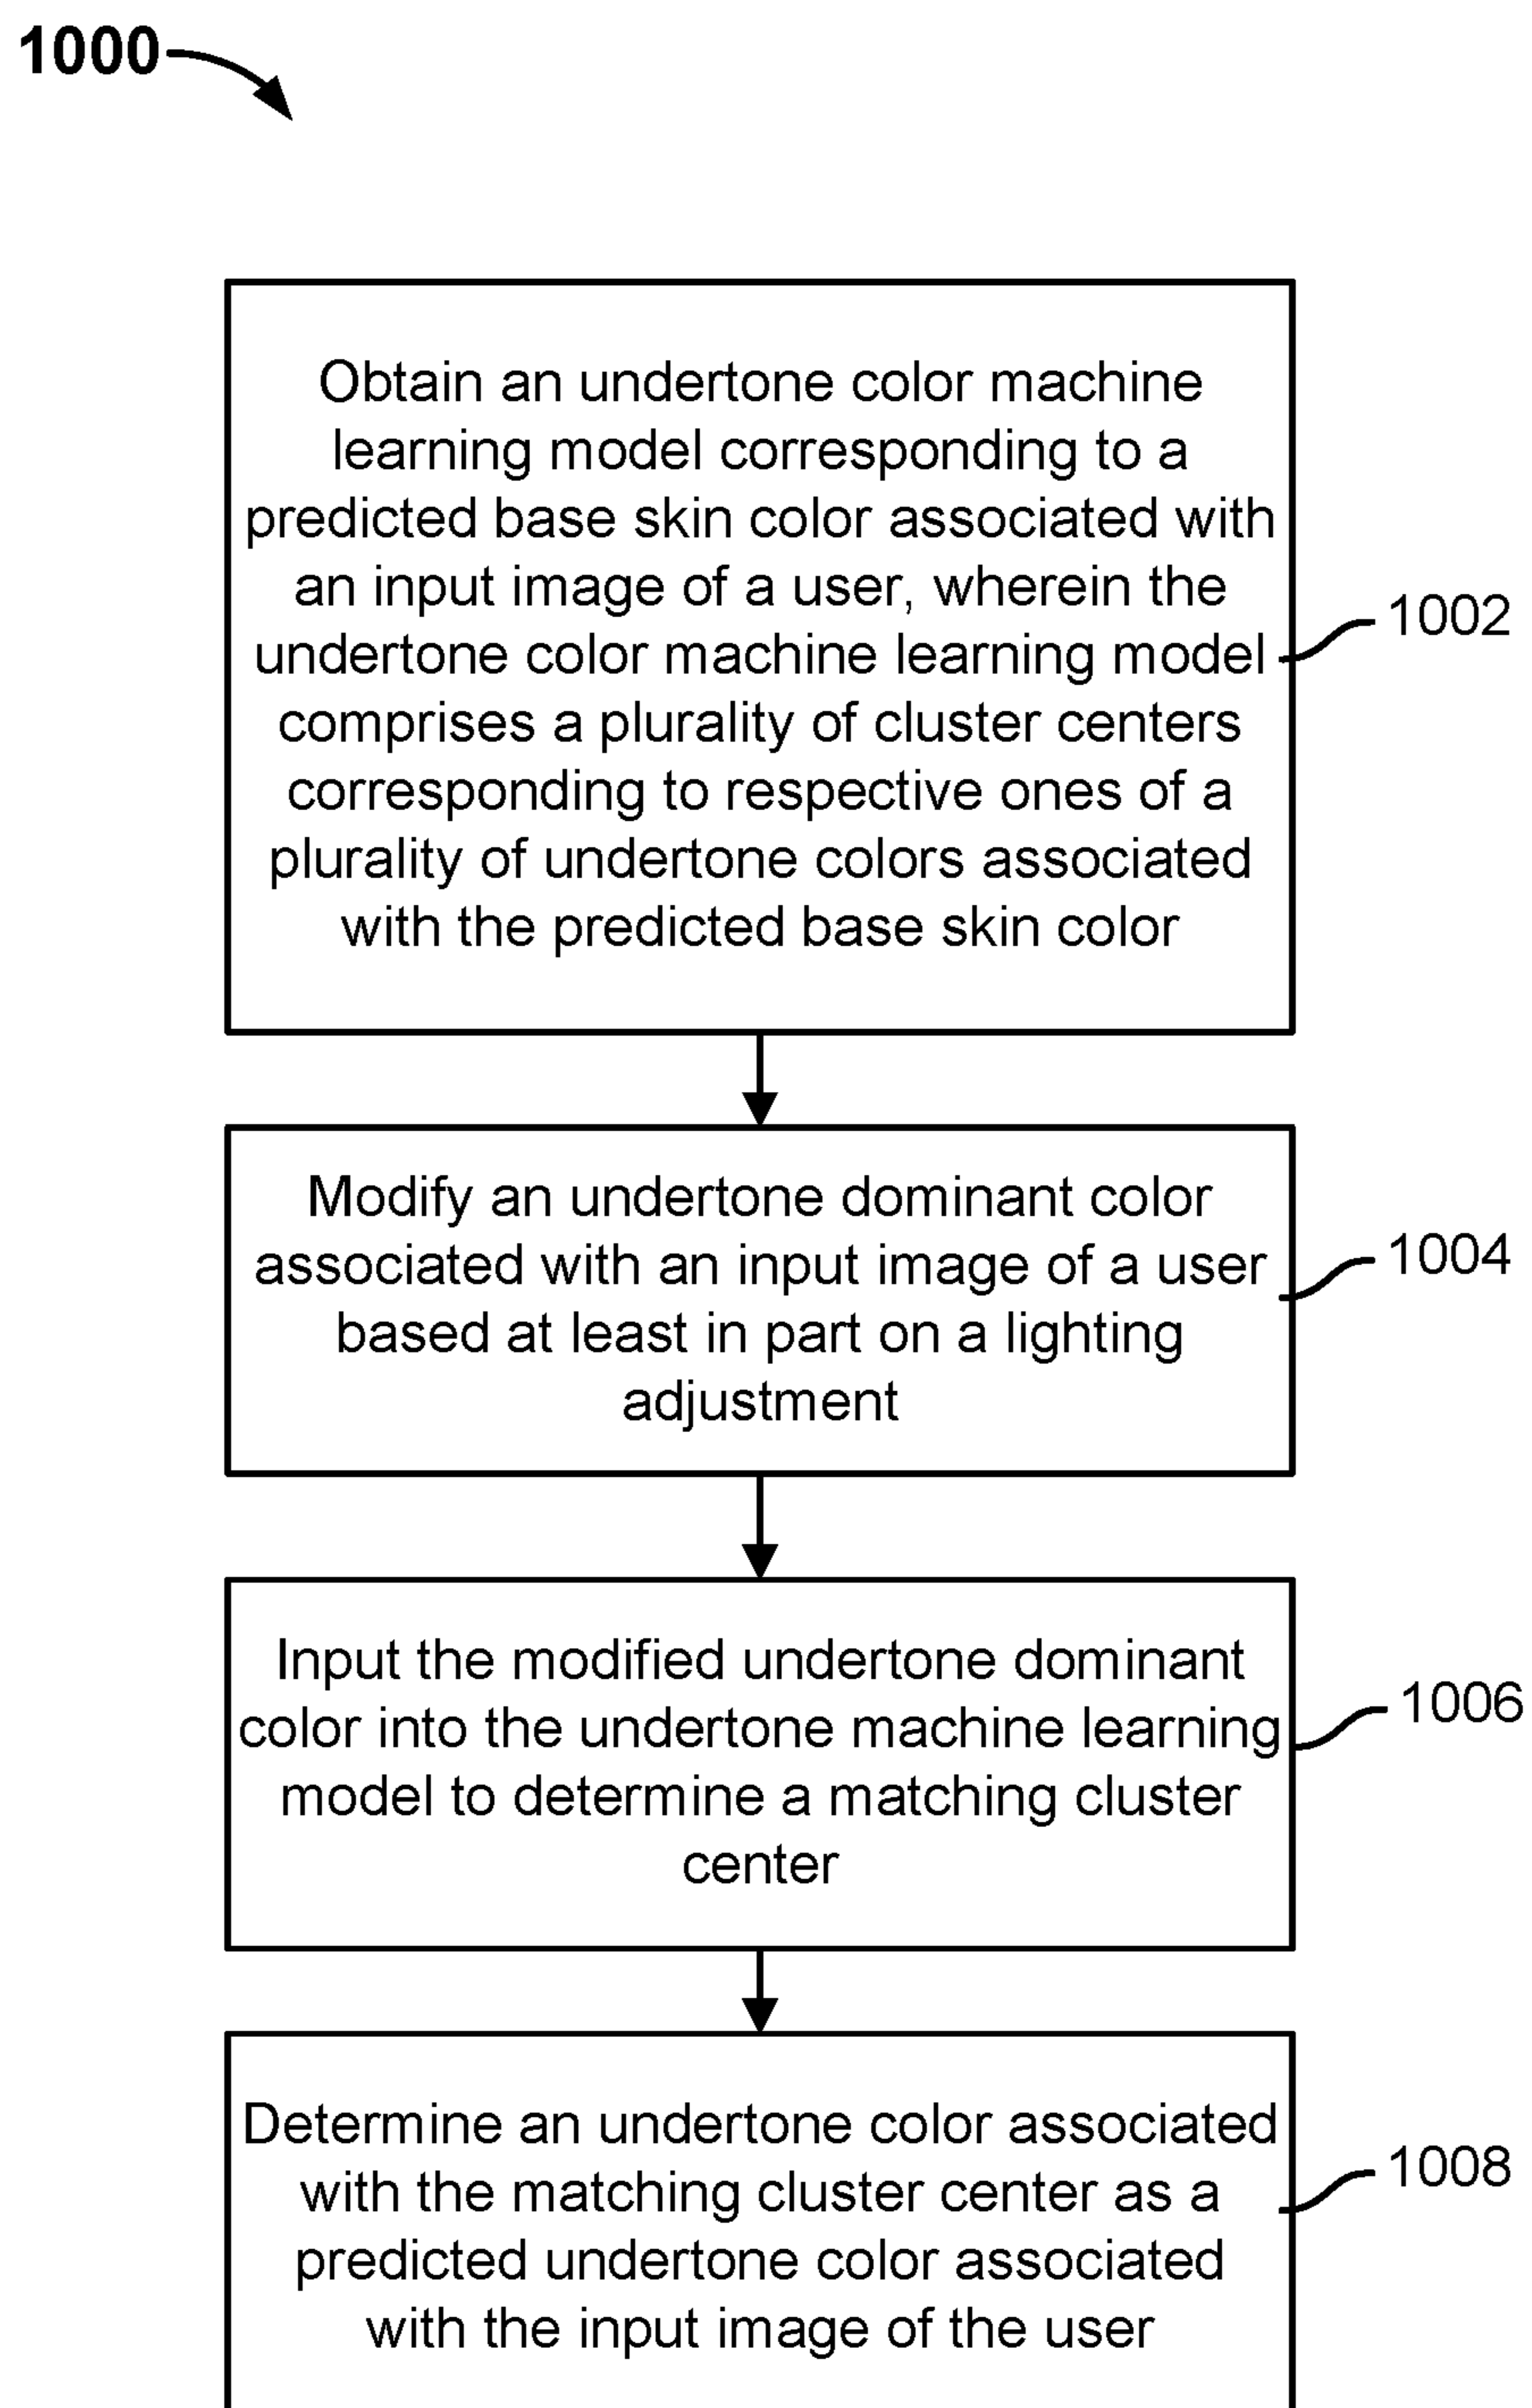 1000
Obtain an undertone color machine
learning model corresponding to a
predicted base skin color associated with
an input image of a user, wherein the
undertone color machine learning model
comprises a plurality of cluster centers
corresponding to respective ones of a
plurality of undertone colors associated
with the predicted base skin color
1002
Modify an undertone dominant color
associated with an input image of a user
based at least in part on a lighting
adjustment
1004
Input the modified undertone dominant
color into the undertone machine learning
model to determine a matching cluster
center
1006
Determine an undertone color associated
with the matching cluster center as a
predicted undertone color associated
with the input image of the user
1008